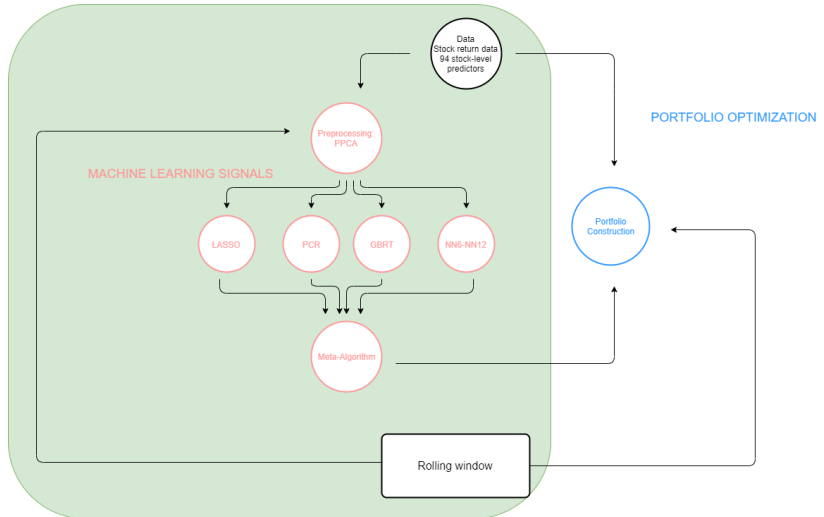 Data
Stock return data
94 stock-level
predictors
PORTFOLIO OPTIMIZATION
Preprocessing:
PPCA
MACHINE LEARNING SIGNALS
LASSO
PCR
GBRT
NN6-NN12
Portfolio
Construction
Meta-Algorithm
Rolling window